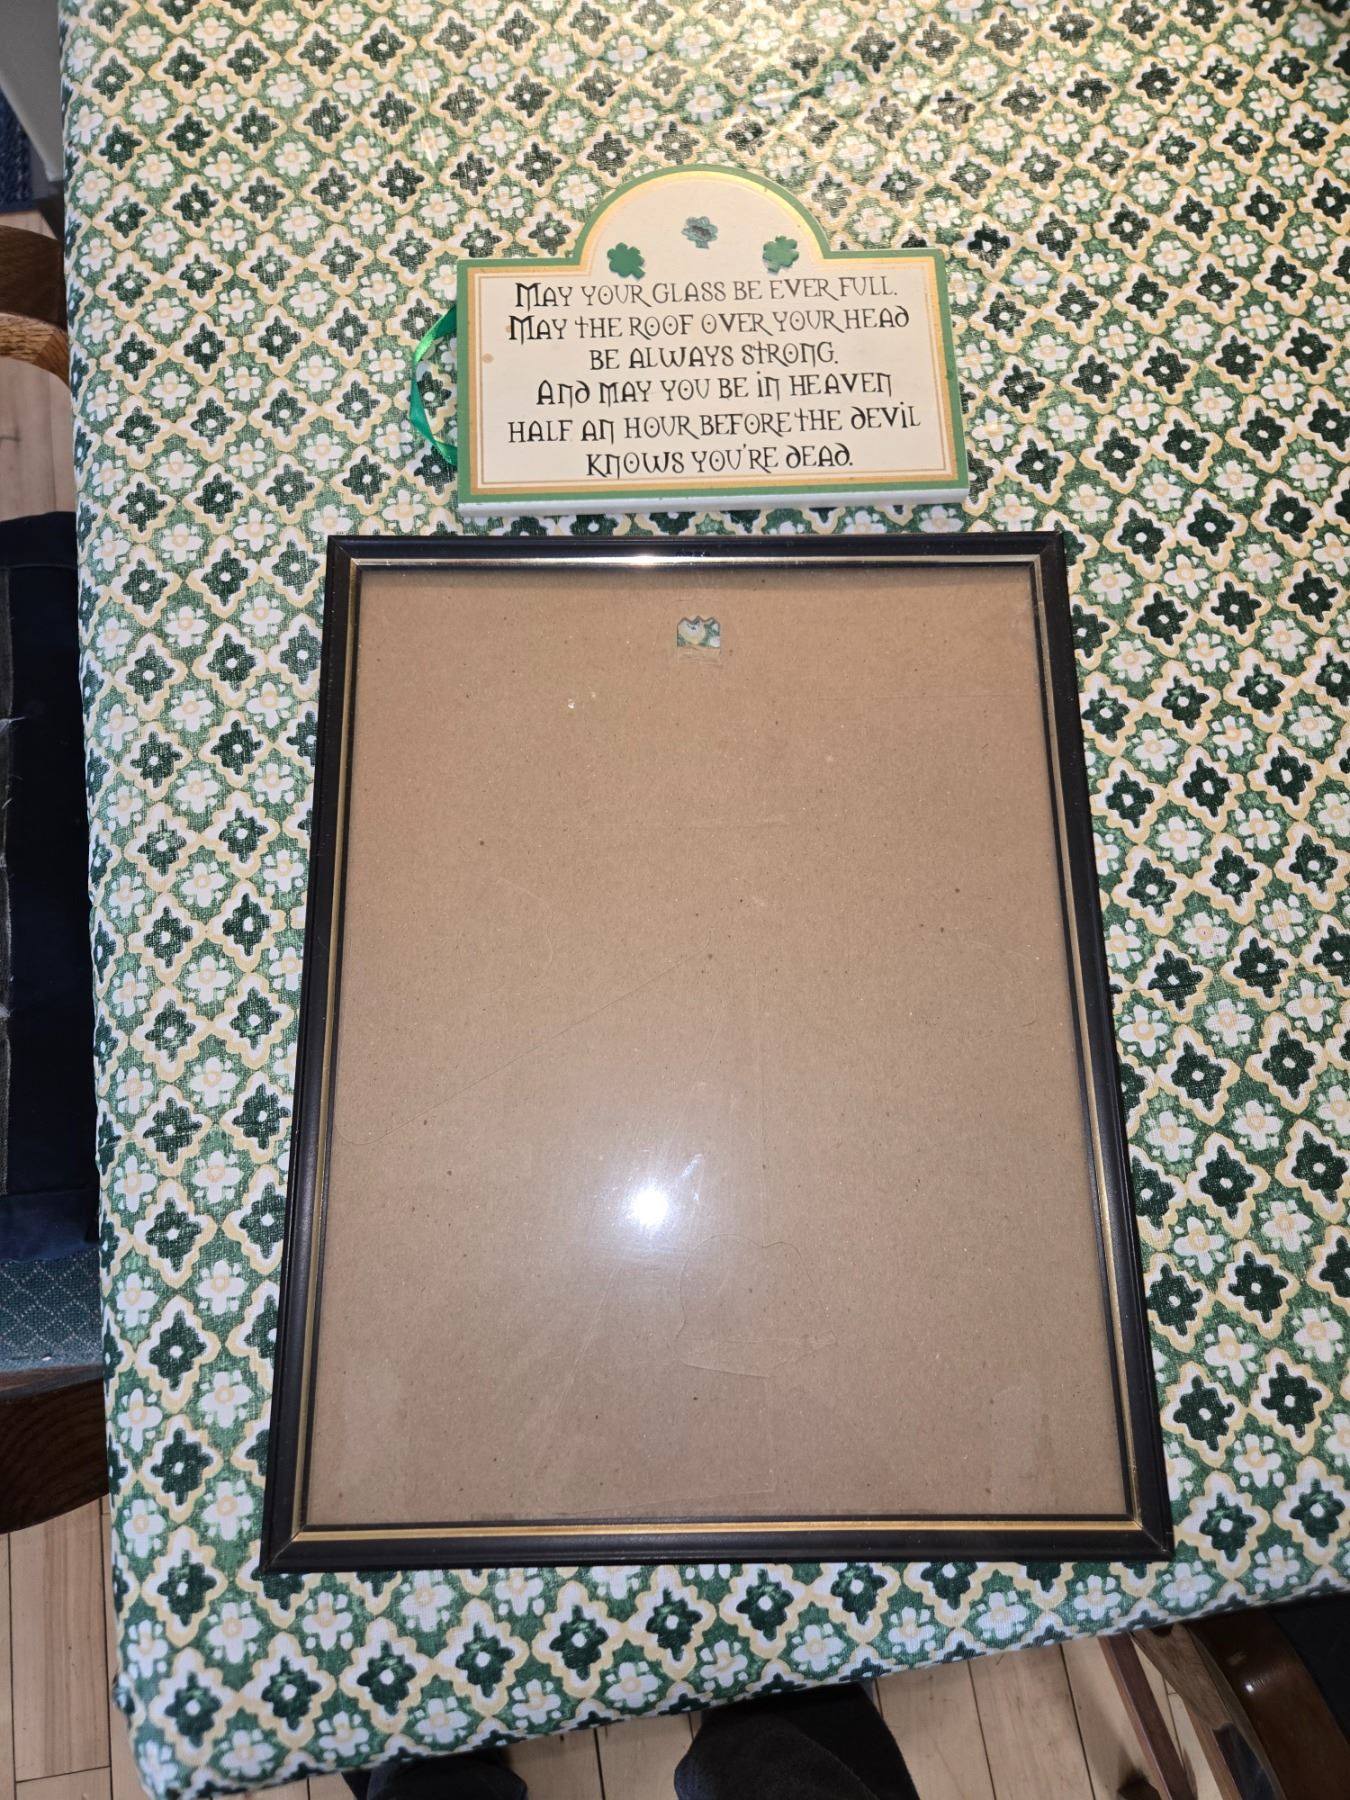 MAY YOUR GLASS BE EVER FULL.
MAY THE ROOF OVER YOUR HEAD
BE ALWAYS STRONG.
AND MAY YOU BE IN HEAVEN
HALF AN HOUR BEFORE THE DEVIL
KNOWS YOU'RE DEAD.